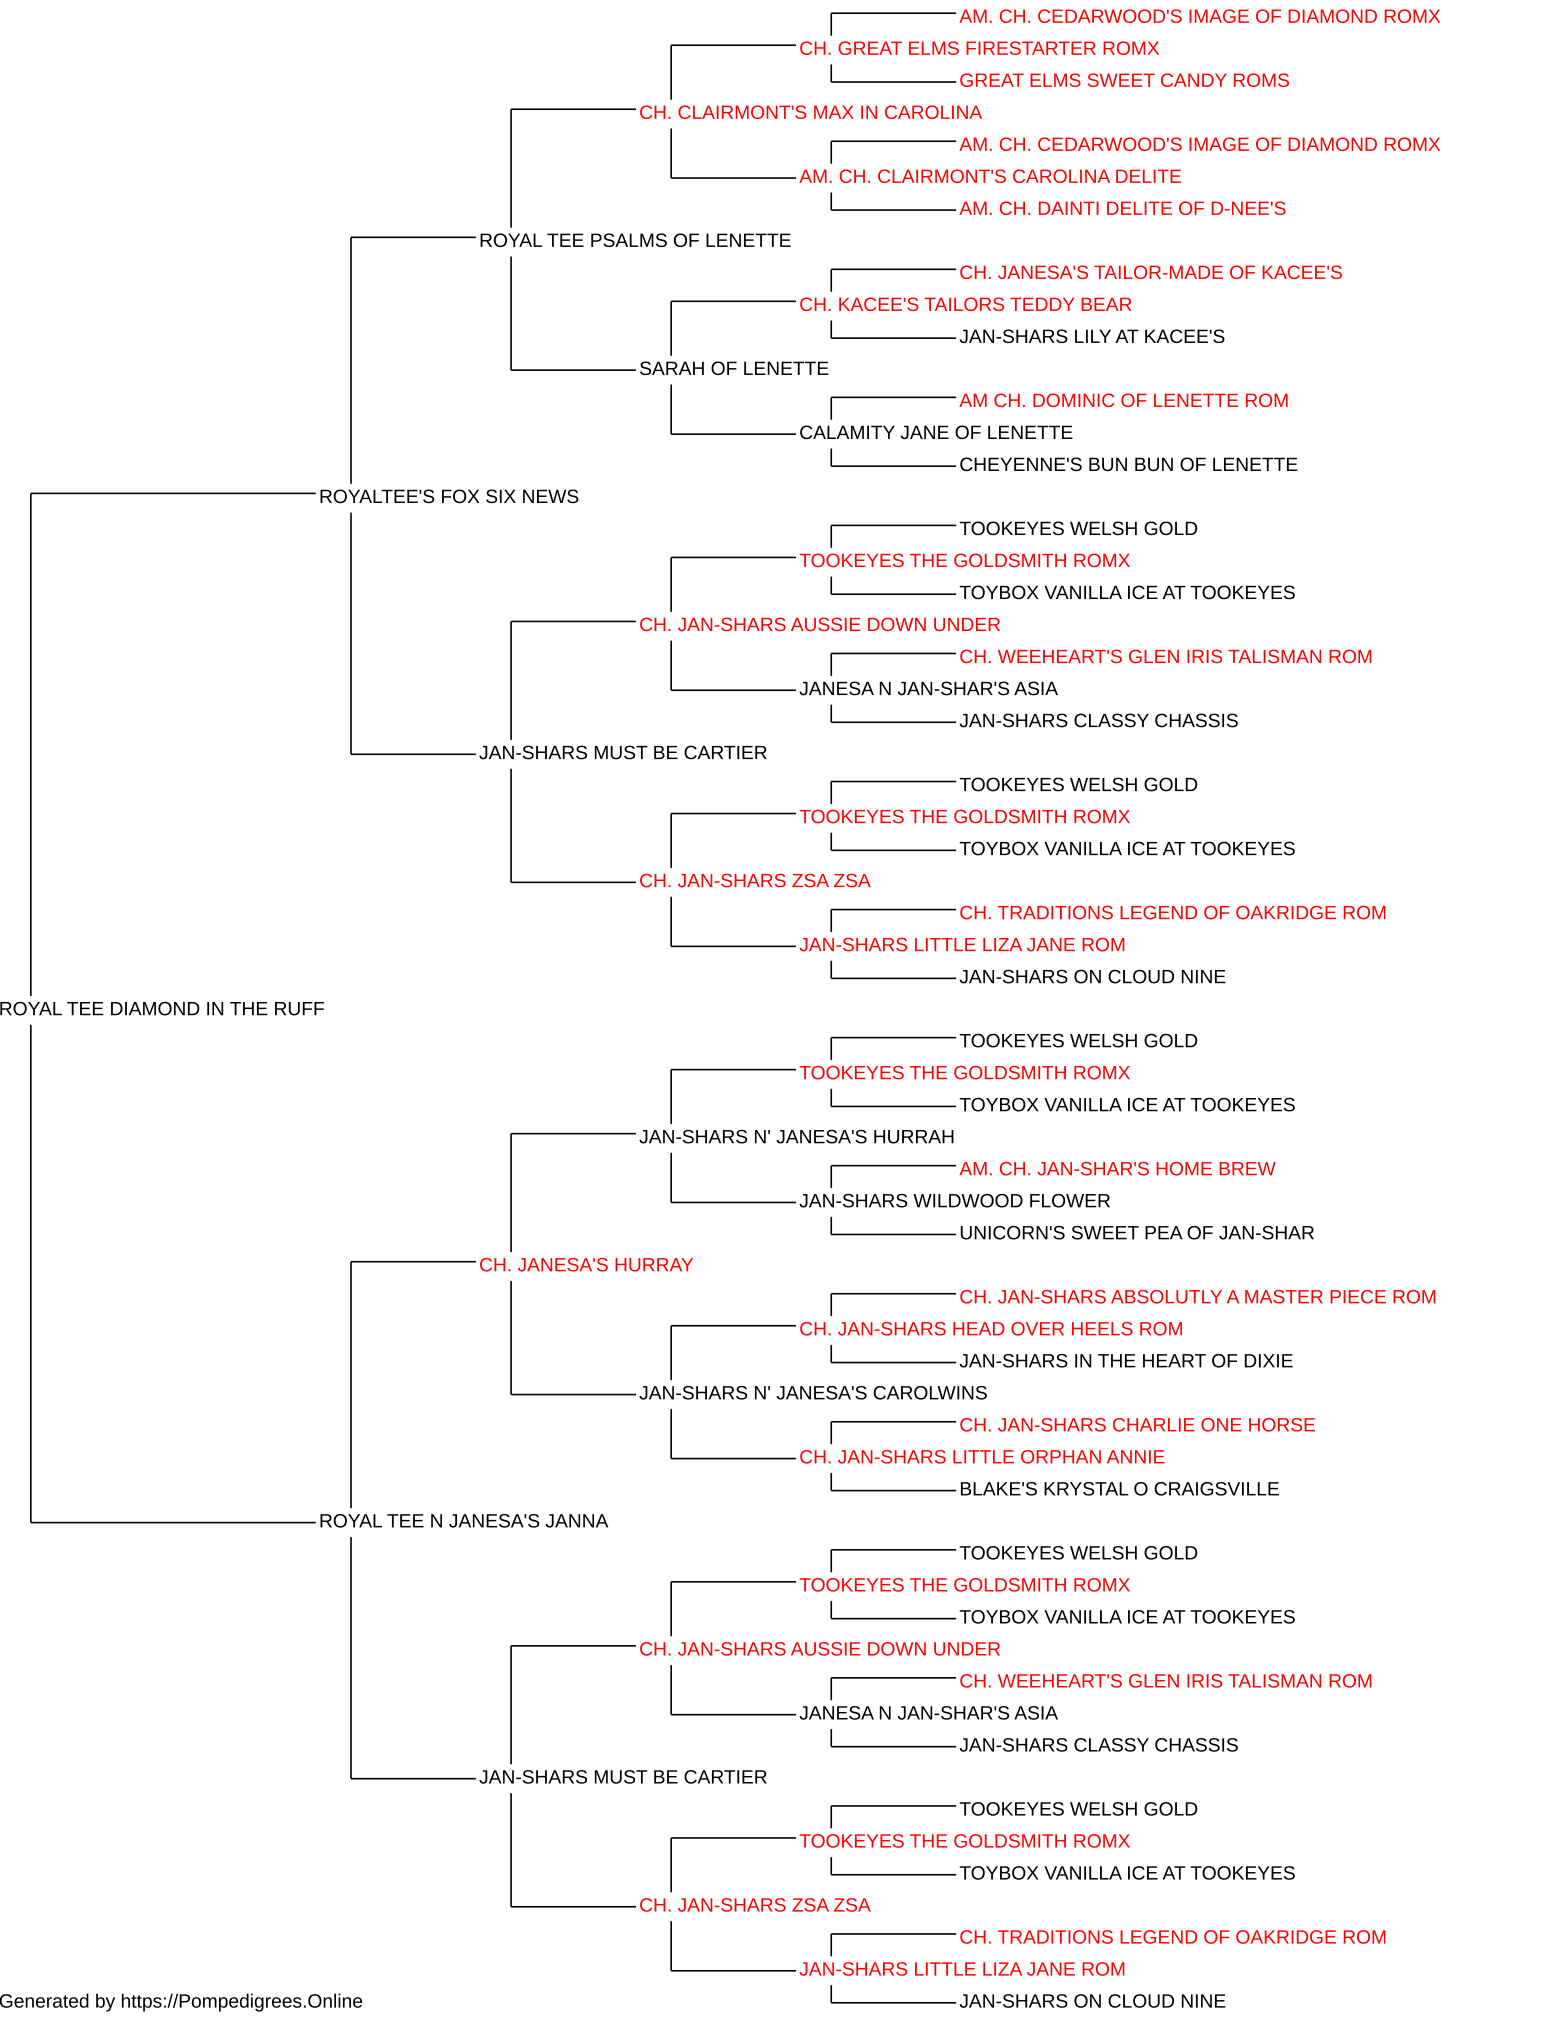 AM. CH. CEDARWOOD'S IMAGE OF DIAMOND ROMX
CH. GREAT ELMS FIRESTARTER ROMX
GREAT ELMS SWEET CANDY ROMS
CH. CLAIRMONT'S MAX IN CAROLINA
AM. CH. CEDARWOOD'S IMAGE OF DIAMOND ROMX
AM. CH. CLAIRMONT'S CAROLINA DELITE
AM. CH. DAINTI DELITE OF D-NEE'S
ROYAL TEE PSALMS OF LENETTE
CH. JANESA'S TAILOR-MADE OF KACEE'S
CH. KACEE'S TAILORS TEDDY BEAR
JAN-SHARS LILY AT KACEE'S
SARAH OF LENETTE
AM CH. DOMINIC OF LENETTE ROM
CALAMITY JANE OF LENETTE
CHEYENNE'S BUN BUN OF LENETTE
ROYALTEE'S FOX SIX NEWS
TOOKEYES WELSH GOLD
TOOKEYES THE GOLDSMITH ROMX
TOYBOX VANILLA ICE AT TOOKEYES
CH. JAN-SHARS AUSSIE DOWN UNDER
CH. WEEHEART'S GLEN IRIS TALISMAN ROM
JANESA N JAN-SHAR'S ASIA
JAN-SHARS CLASSY CHASSIS
JAN-SHARS MUST BE CARTIER
TOOKEYES WELSH GOLD
TOOKEYES THE GOLDSMITH ROMX
TOYBOX VANILLA ICE AT TOOKEYES
CH. JAN-SHARS ZSA ZSA
CH. TRADITIONS LEGEND OF OAKRIDGE ROM
JAN-SHARS LITTLE LIZA JANE ROM
JAN-SHARS ON CLOUD NINE
ROYAL TEE DIAMOND IN THE RUFF
TOOKEYES WELSH GOLD
TOOKEYES THE GOLDSMITH ROMX
TOYBOX VANILLA ICE AT TOOKEYES
JAN-SHARS N' JANESA'S HURRAH
AM. CH. JAN-SHAR'S HOME BREW
JAN-SHARS WILDWOOD FLOWER
UNICORN'S SWEET PEA OF JAN-SHAR
CH. JANESA'S HURRAY
CH. JAN-SHARS ABSOLUTLY A MASTER PIECE ROM
CH. JAN-SHARS HEAD OVER HEELS ROM
JAN-SHARS IN THE HEART OF DIXIE
JAN-SHARS N' JANESA'S CAROLWINS
CH. JAN-SHARS CHARLIE ONE HORSE
CH. JAN-SHARS LITTLE ORPHAN ANNIE
BLAKE'S KRYSTAL O CRAIGSVILLE
ROYAL TEE N JANESA'S JANNA
TOOKEYES WELSH GOLD
TOOKEYES THE GOLDSMITH ROMX
TOYBOX VANILLA ICE AT TOOKEYES
CH. JAN-SHARS AUSSIE DOWN UNDER
CH. WEEHEART'S GLEN IRIS TALISMAN ROM
JANESA N JAN-SHAR'S ASIA
JAN-SHARS CLASSY CHASSIS
JAN-SHARS MUST BE CARTIER
TOOKEYES WELSH GOLD
TOOKEYES THE GOLDSMITH ROMX
TOYBOX VANILLA ICE AT TOOKEYES
CH. JAN-SHARS ZSA ZSA
CH. TRADITIONS LEGEND OF OAKRIDGE ROM
JAN-SHARS LITTLE LIZA JANE ROM
JAN-SHARS ON CLOUD NINE
Generated by https://Pompedigrees.Online